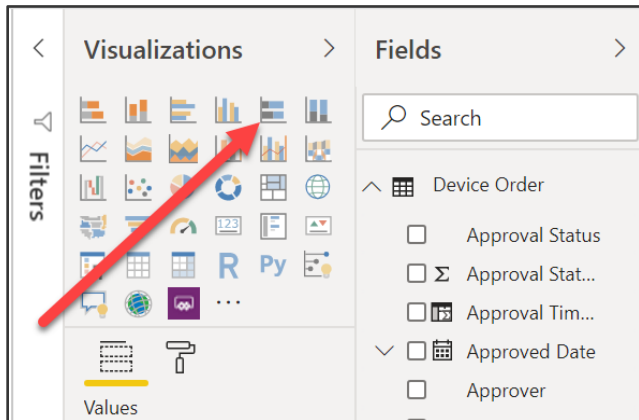 Visualizations
Fields
Search
Filters
Device Order
Approval Status
Approval Stat...
123
Approval Tim...
R
Py
Approved Date
Approver
Values